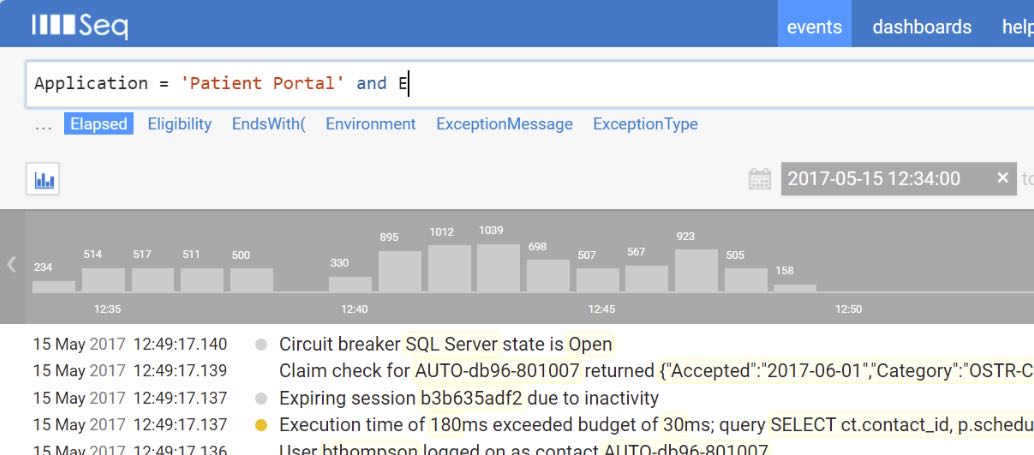 Seq events dashboards help
Application = 'Patient Portal' and E
... Elapsed Eligibility EndsWith( Environment ExceptionMessage ExceptionType
2017-05-15 12:34:00 × to
234 514 517 511 500 330 895 1012 1039 698 507 567 923 505 158
12:35 12:40 12:45 12:50
15 May 2017 12:49:17.140 Circuit breaker SQL Server state is Open
15 May 2017 12:49:17.139 Claim check for AUTO-db96-801007 returned {"Accepted":"2017-06-01","Category":"OSTR-C
15 May 2017 12:49:17.137 Expiring session b3b635adf2 due to inactivity
15 May 2017 12:49:17.137 Execution time of 180ms exceeded budget of 30ms; query SELECT ct.contact_id, p.schedu
15 May 2017 12:49:17.136 User hthompson logged on as contact AUTO-db96-801007